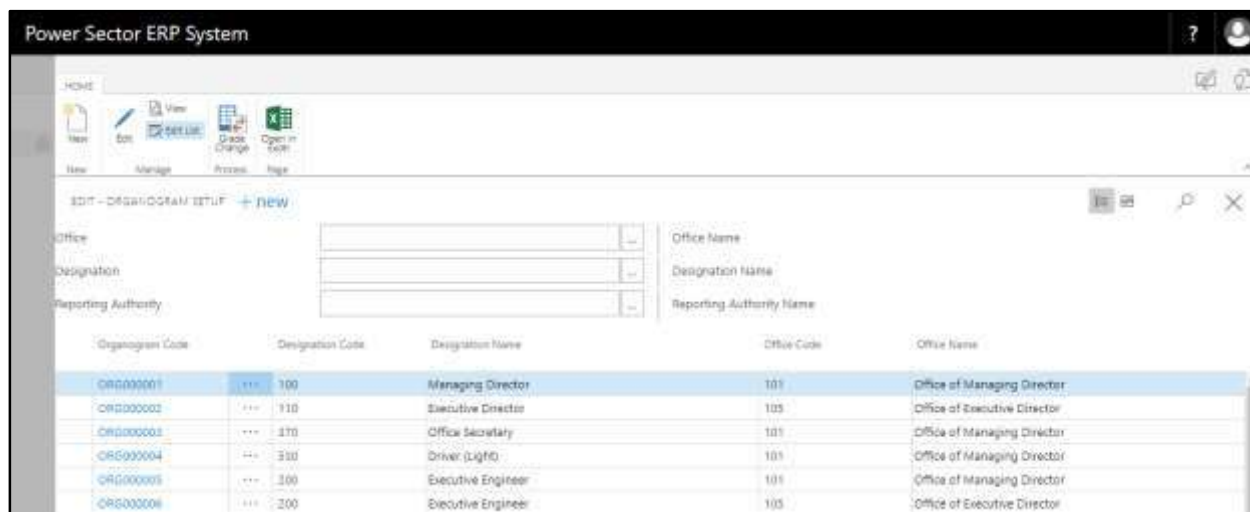 Power Sector ERP System ?
HOME
New
Edit
View
Edit List
Grade Change
Open in Excel
New Manage Process Page
EDIT - ORGANOGRAM SETUP + new
Office ... Office Name
Designation ... Designation Name
Reporting Authority ... Reporting Authority Name
Organogram Code Designation Code Designation Name Office Code Office Name
ORG000001 ... 100 Managing Director 101 Office of Managing Director
ORG000002 ... 110 Executive Director 105 Office of Executive Director
ORG000003 ... Office Secretary 101 Office of Managing Director
ORG000004 ... Driver (Light) 101 Office of Managing Director
ORG000005 ... 200 Executive Engineer 101 Office of Managing Director
ORG000006 ... 200 Executive Engineer 105 Office of Executive Director